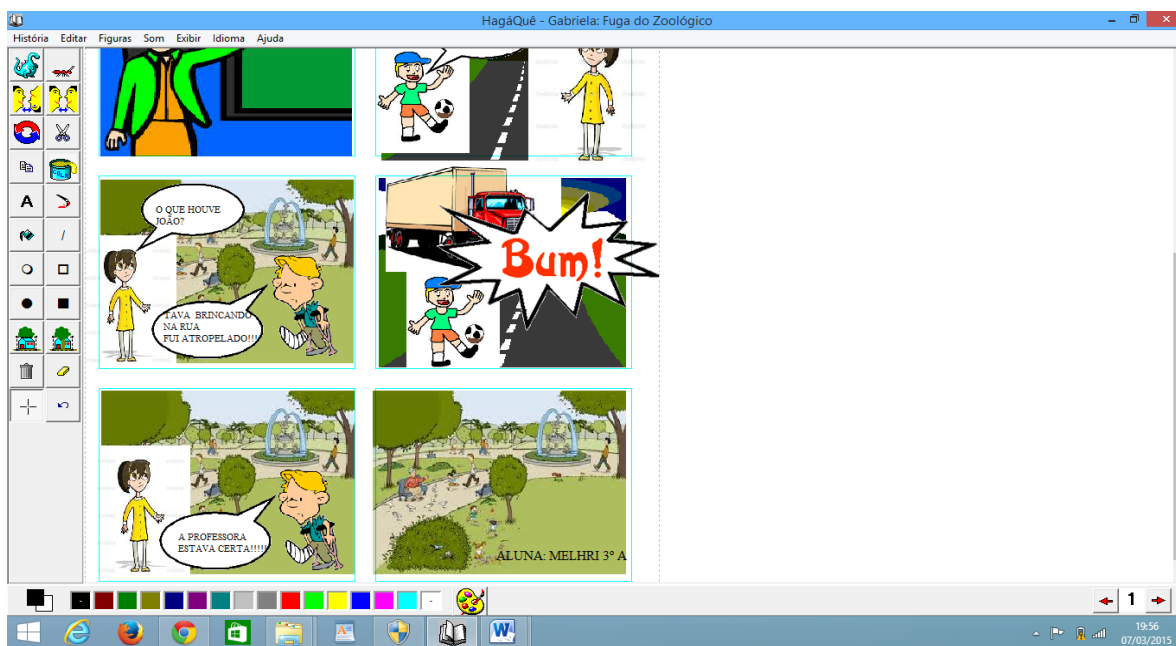 HagáQuê - Gabriela: Fuga do Zoológico
História Editar Figuras Som Exibir Idioma Ajuda
A
O QUE HOUVE
JOÃO?
TAVA BRINCANDO
NA RUA
FUI ATROPELADO!!!
Bum!
A PROFESSORA
ESTAVA CERTA!!!!!
ALUNA: MELHRI 3º A
1
19:56
07/03/2015